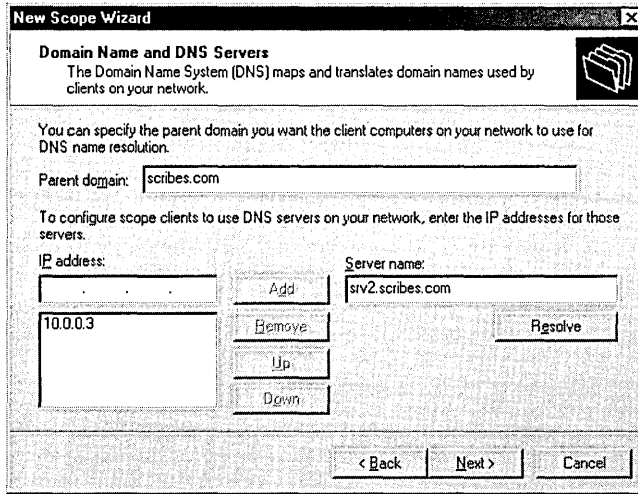 New Scope Wizard
Domain Name and DNS Servers
The Domain Name System (DNS) maps and translates domain names used by
clients on your network.
You can specify the parent domain you want the client computers on your network to use for
DNS name resolution.
Parent domain: scribes.com
To configure scope clients to use DNS servers on your network, enter the IP addresses for those
servers.
IP address:
Server name:
. . .
Add
srv2.scribes.com
10.0.0.3
Remove
Resolve
Up
Down
< Back
Next >
Cancel